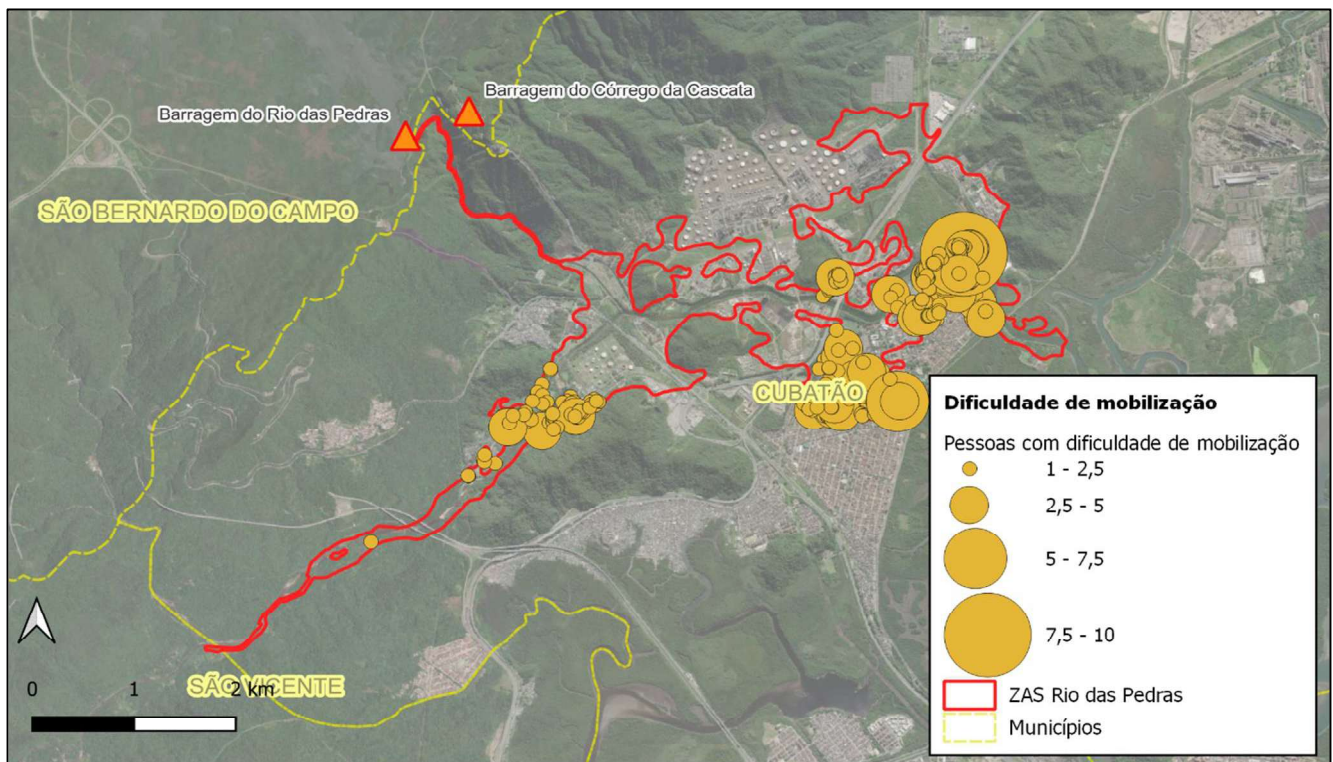 Barragem do Córrego da Cascata
Barragem do Rio das Pedras
SÃO BERNARDO DO CAMPO
CUBATÃO
SÃO VICENTE
0 1 2 km
Dificuldade de mobilização
Pessoas com dificuldade de mobilização
1 - 2,5
2,5 - 5
5 - 7,5
7,5 - 10
ZAS Rio das Pedras
Municípios